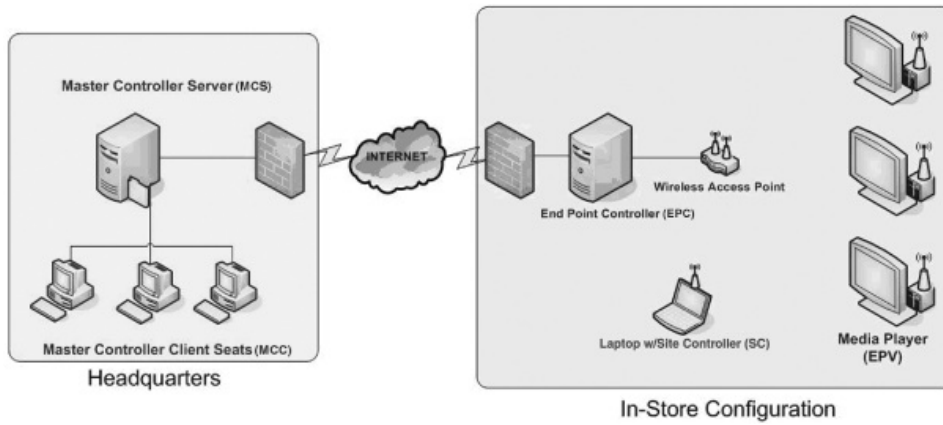 Master Controller Server (MCS)
INTERNET
Wireless Access Point
End Point Controller (EPC)
Master Controller Client Seats (MCC)
Laptop w/Site Controller (SC)
Media Player
(EPV)
Headquarters
In-Store Configuration